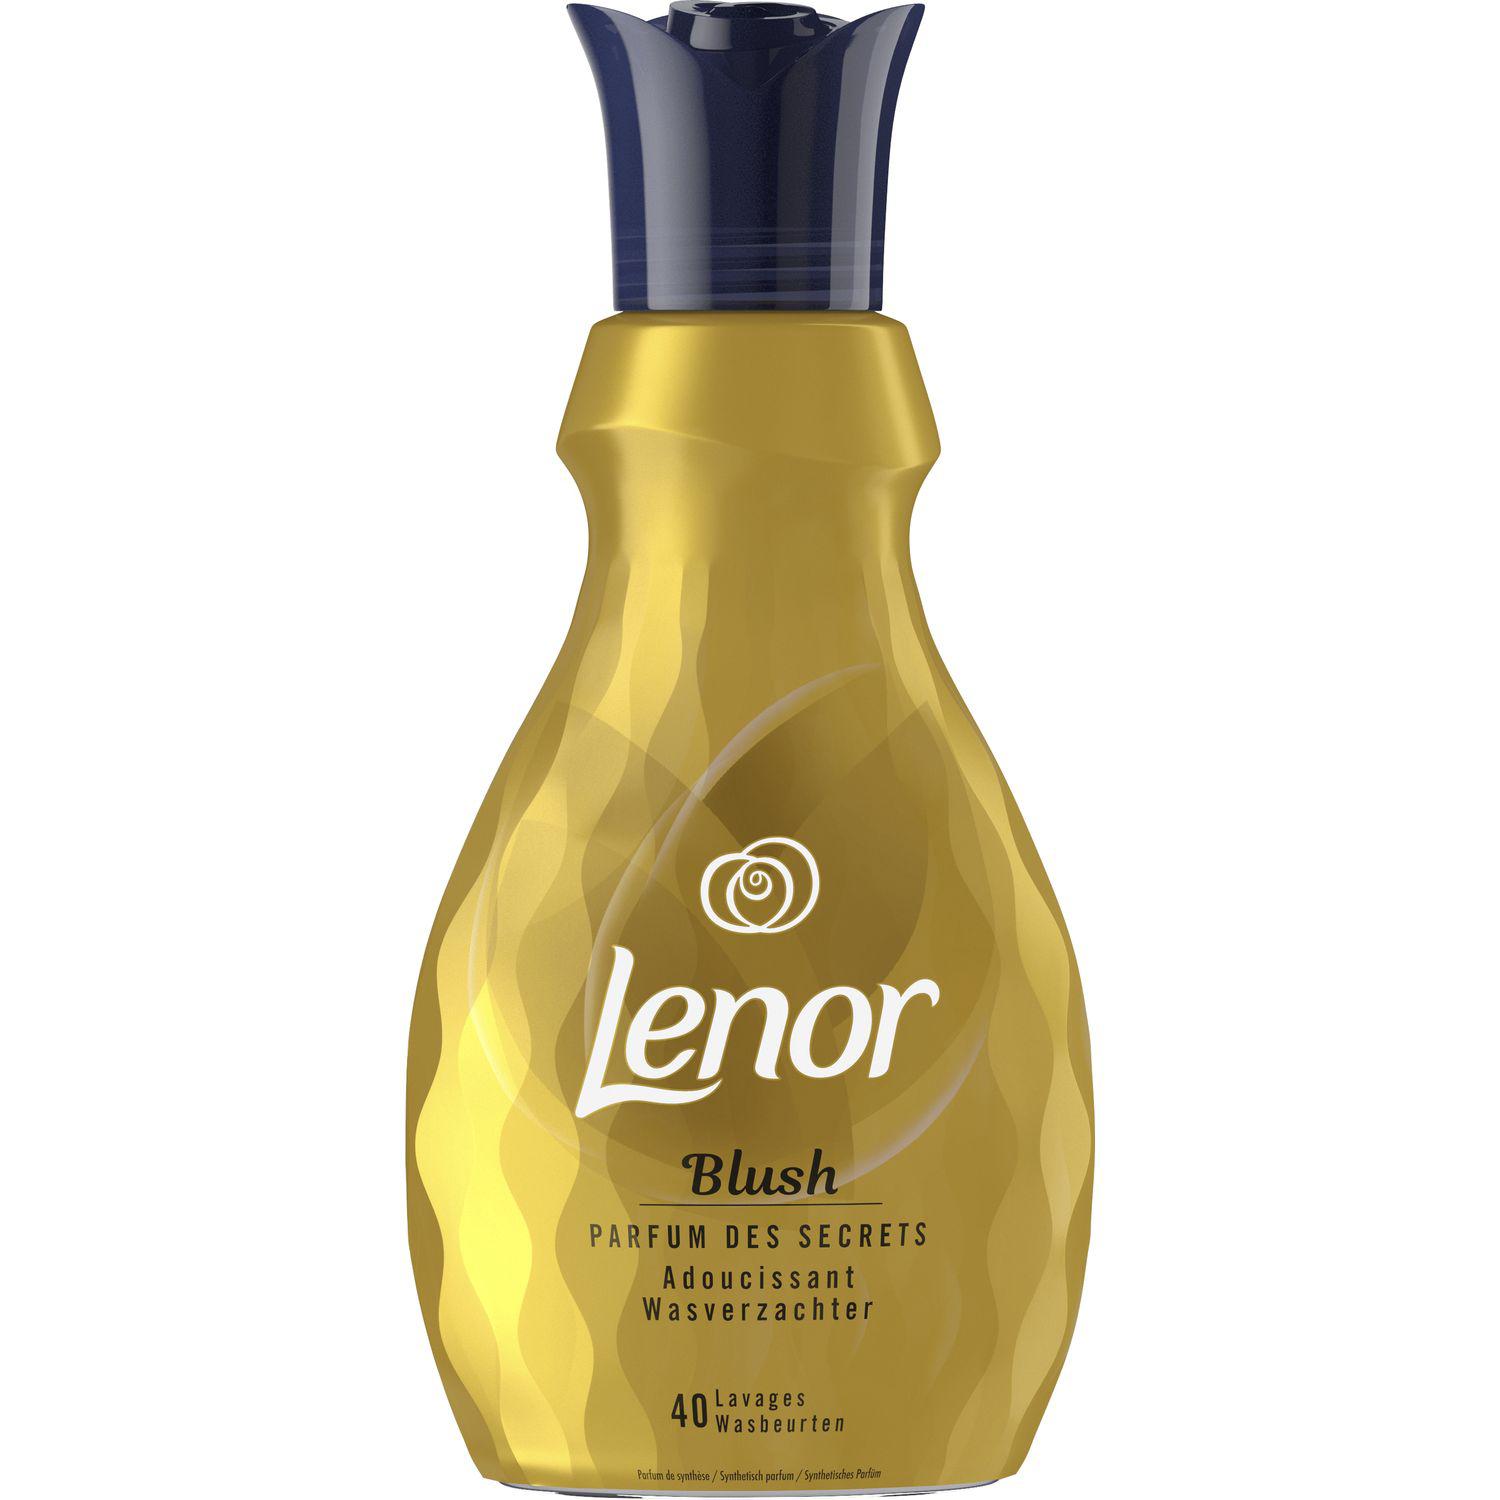 Lenor
Blush
PARFUM DES SECRETS
Adoucissant
Wasverzachter
40 Lavages
Wasbeurten
Parfum de synthèse / Synthetisch parfum / Synthetisches Parfüm